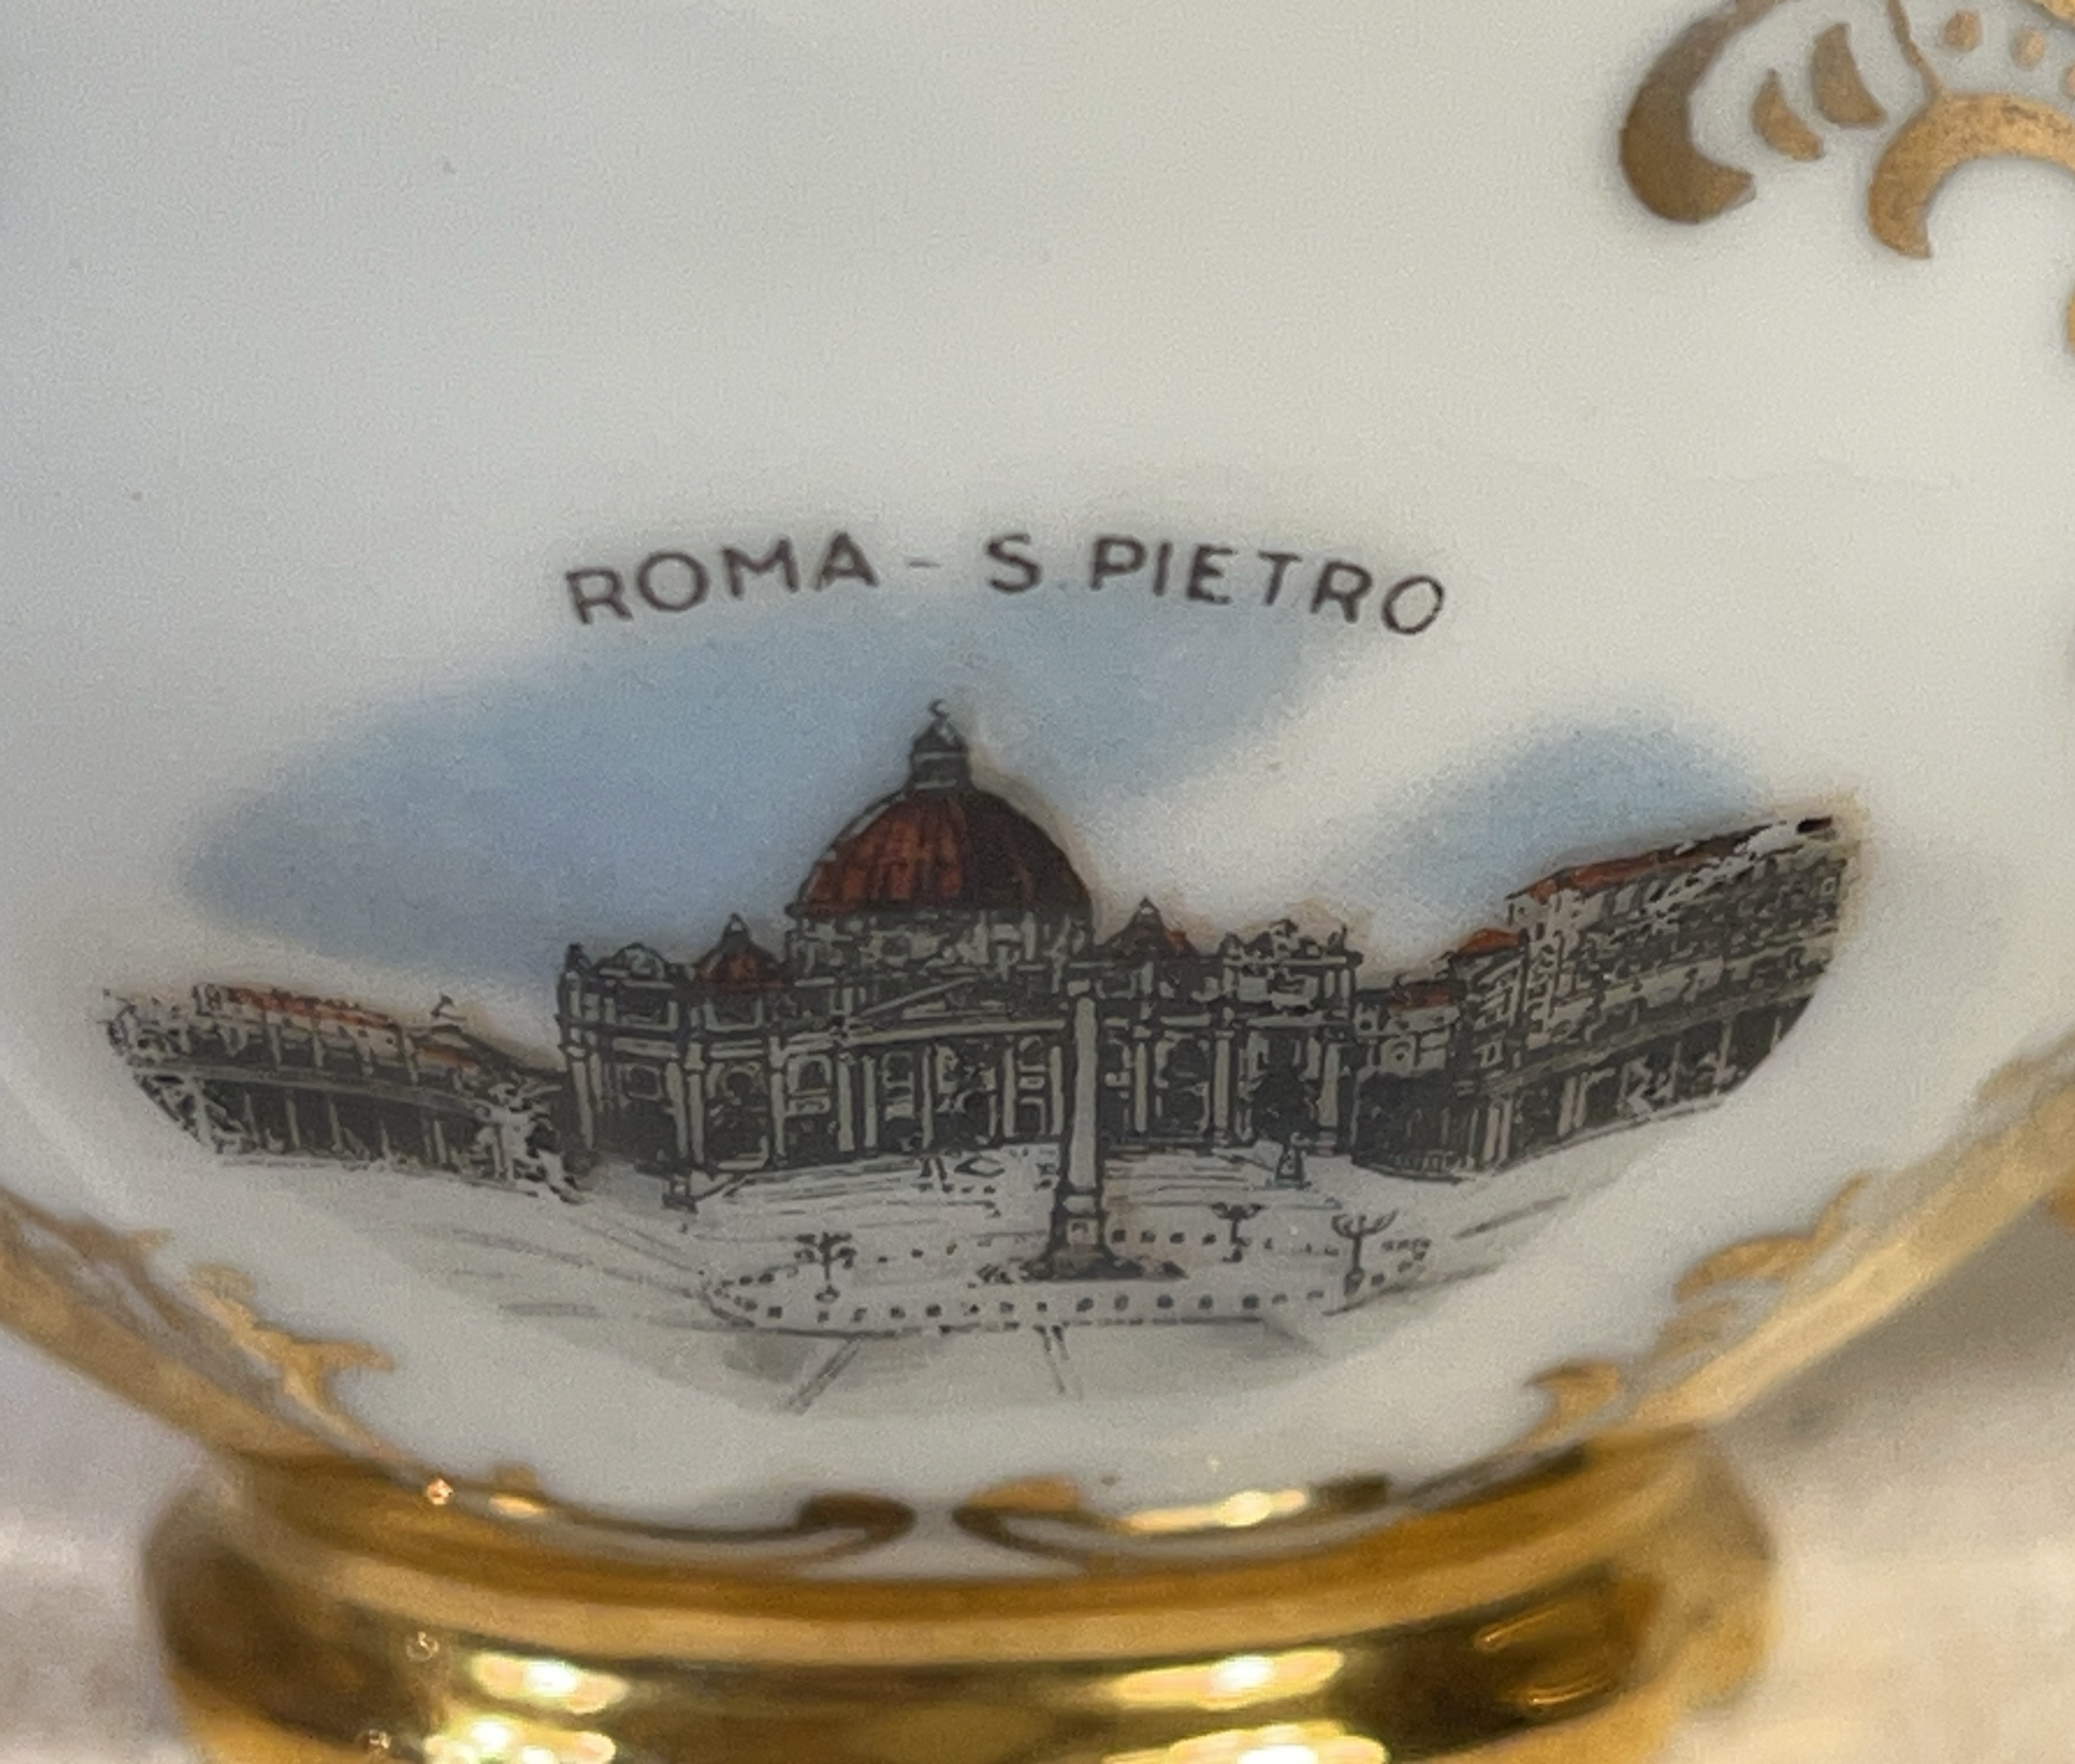 ROMA - S. PIETRO